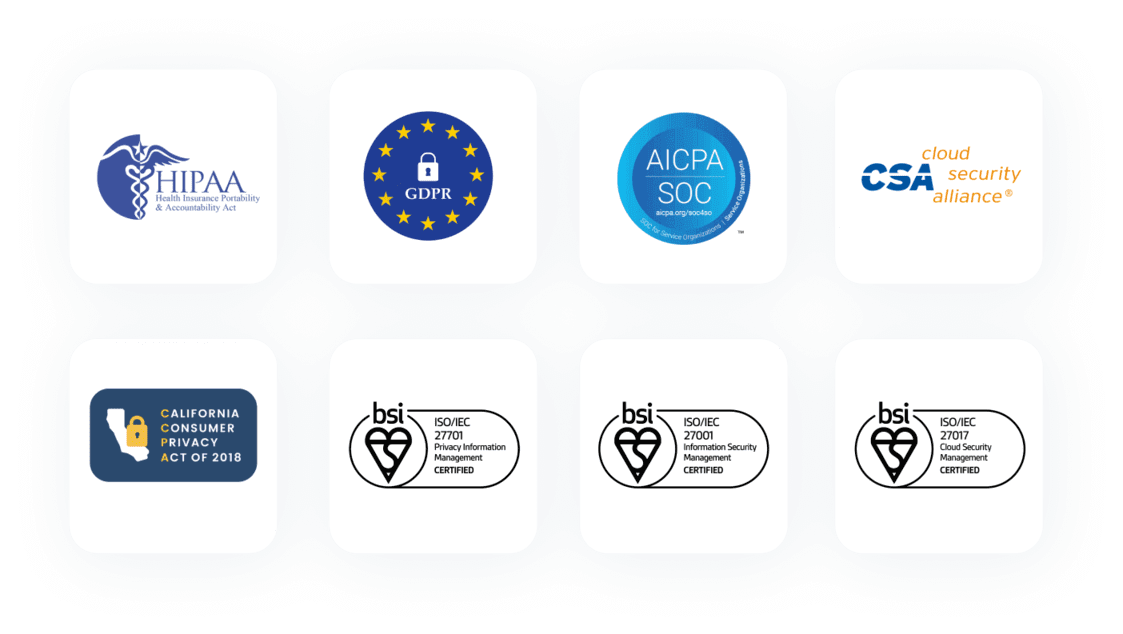 HIPAA
Health Insurance Portability
& Accountability Act
GDPR
AICPA
SOC
aicpa.org/soc4so
SOC for Service Organizations | Service Organizations
TM
CSA
cloud
security
alliance®
CALIFORNIA
CONSUMER
PRIVACY
ACT OF 2018
bsi
ISO/IEC
27701
Privacy Information
Management
CERTIFIED
bsi
ISO/IEC
27001
Information Security
Management
CERTIFIED
bsi
ISO/IEC
27017
Cloud Security
Management
CERTIFIED